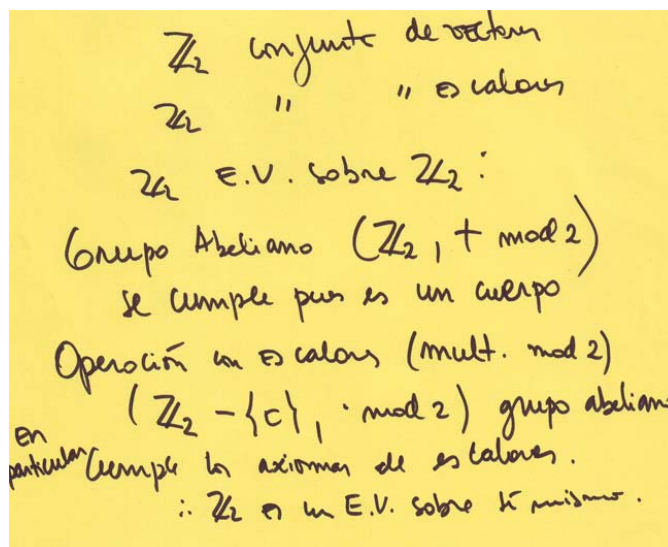 ℤ₂ conjunto de vectores
ℤ₂ " " escalares
ℤ₂ E.V. sobre ℤ₂ :
Grupo Abeliano (ℤ₂ , + mod 2)
se cumple pues es un cuerpo
Operación con escalares (mult. mod 2)
(ℤ₂ - {c} , · mod 2) grupo abeliano
En particular cumple los axiomas de escalares.
∴ ℤ₂ es un E.V. sobre sí mismo.